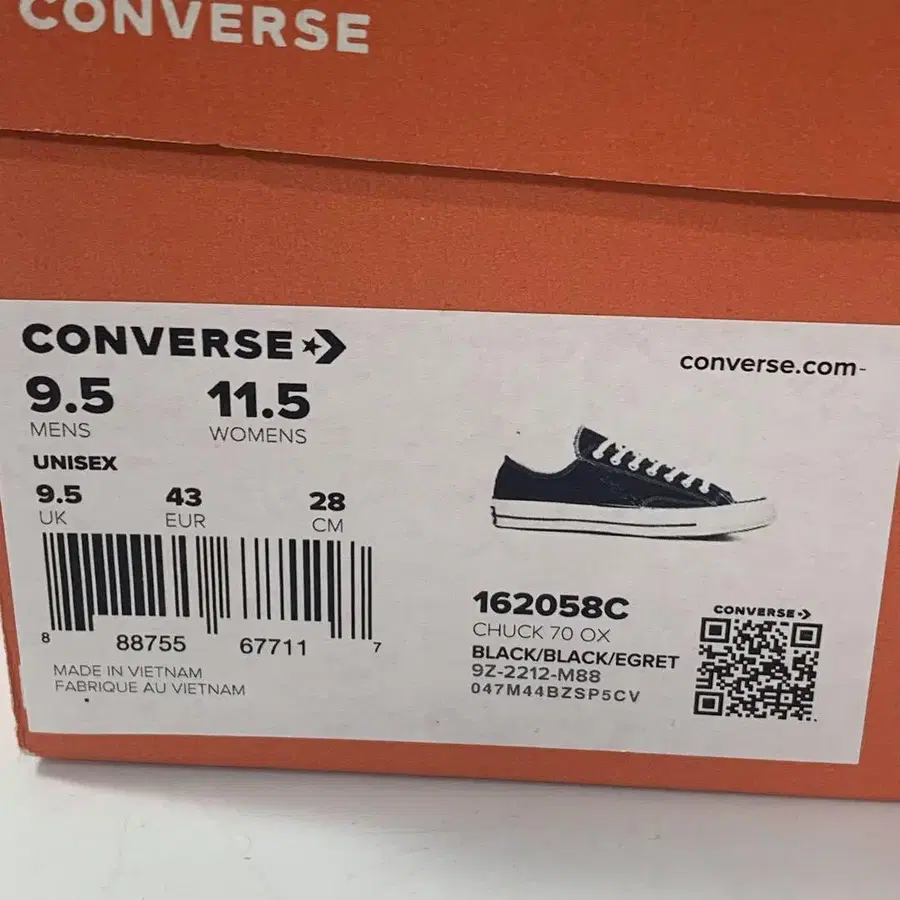 CONVERSE
CONVERSE
converse.com
9.5 11.5
MENS WOMENS
UNISEX
9.5 43 28
UK EUR CM
8 88755 67711 7
MADE IN VIETNAM
FABRIQUE AU VIETNAM
162058C
CHUCK 70 OX
BLACK/BLACK/EGRET
9Z-2212-M88
047M44BZSP5CV
CONVERSE